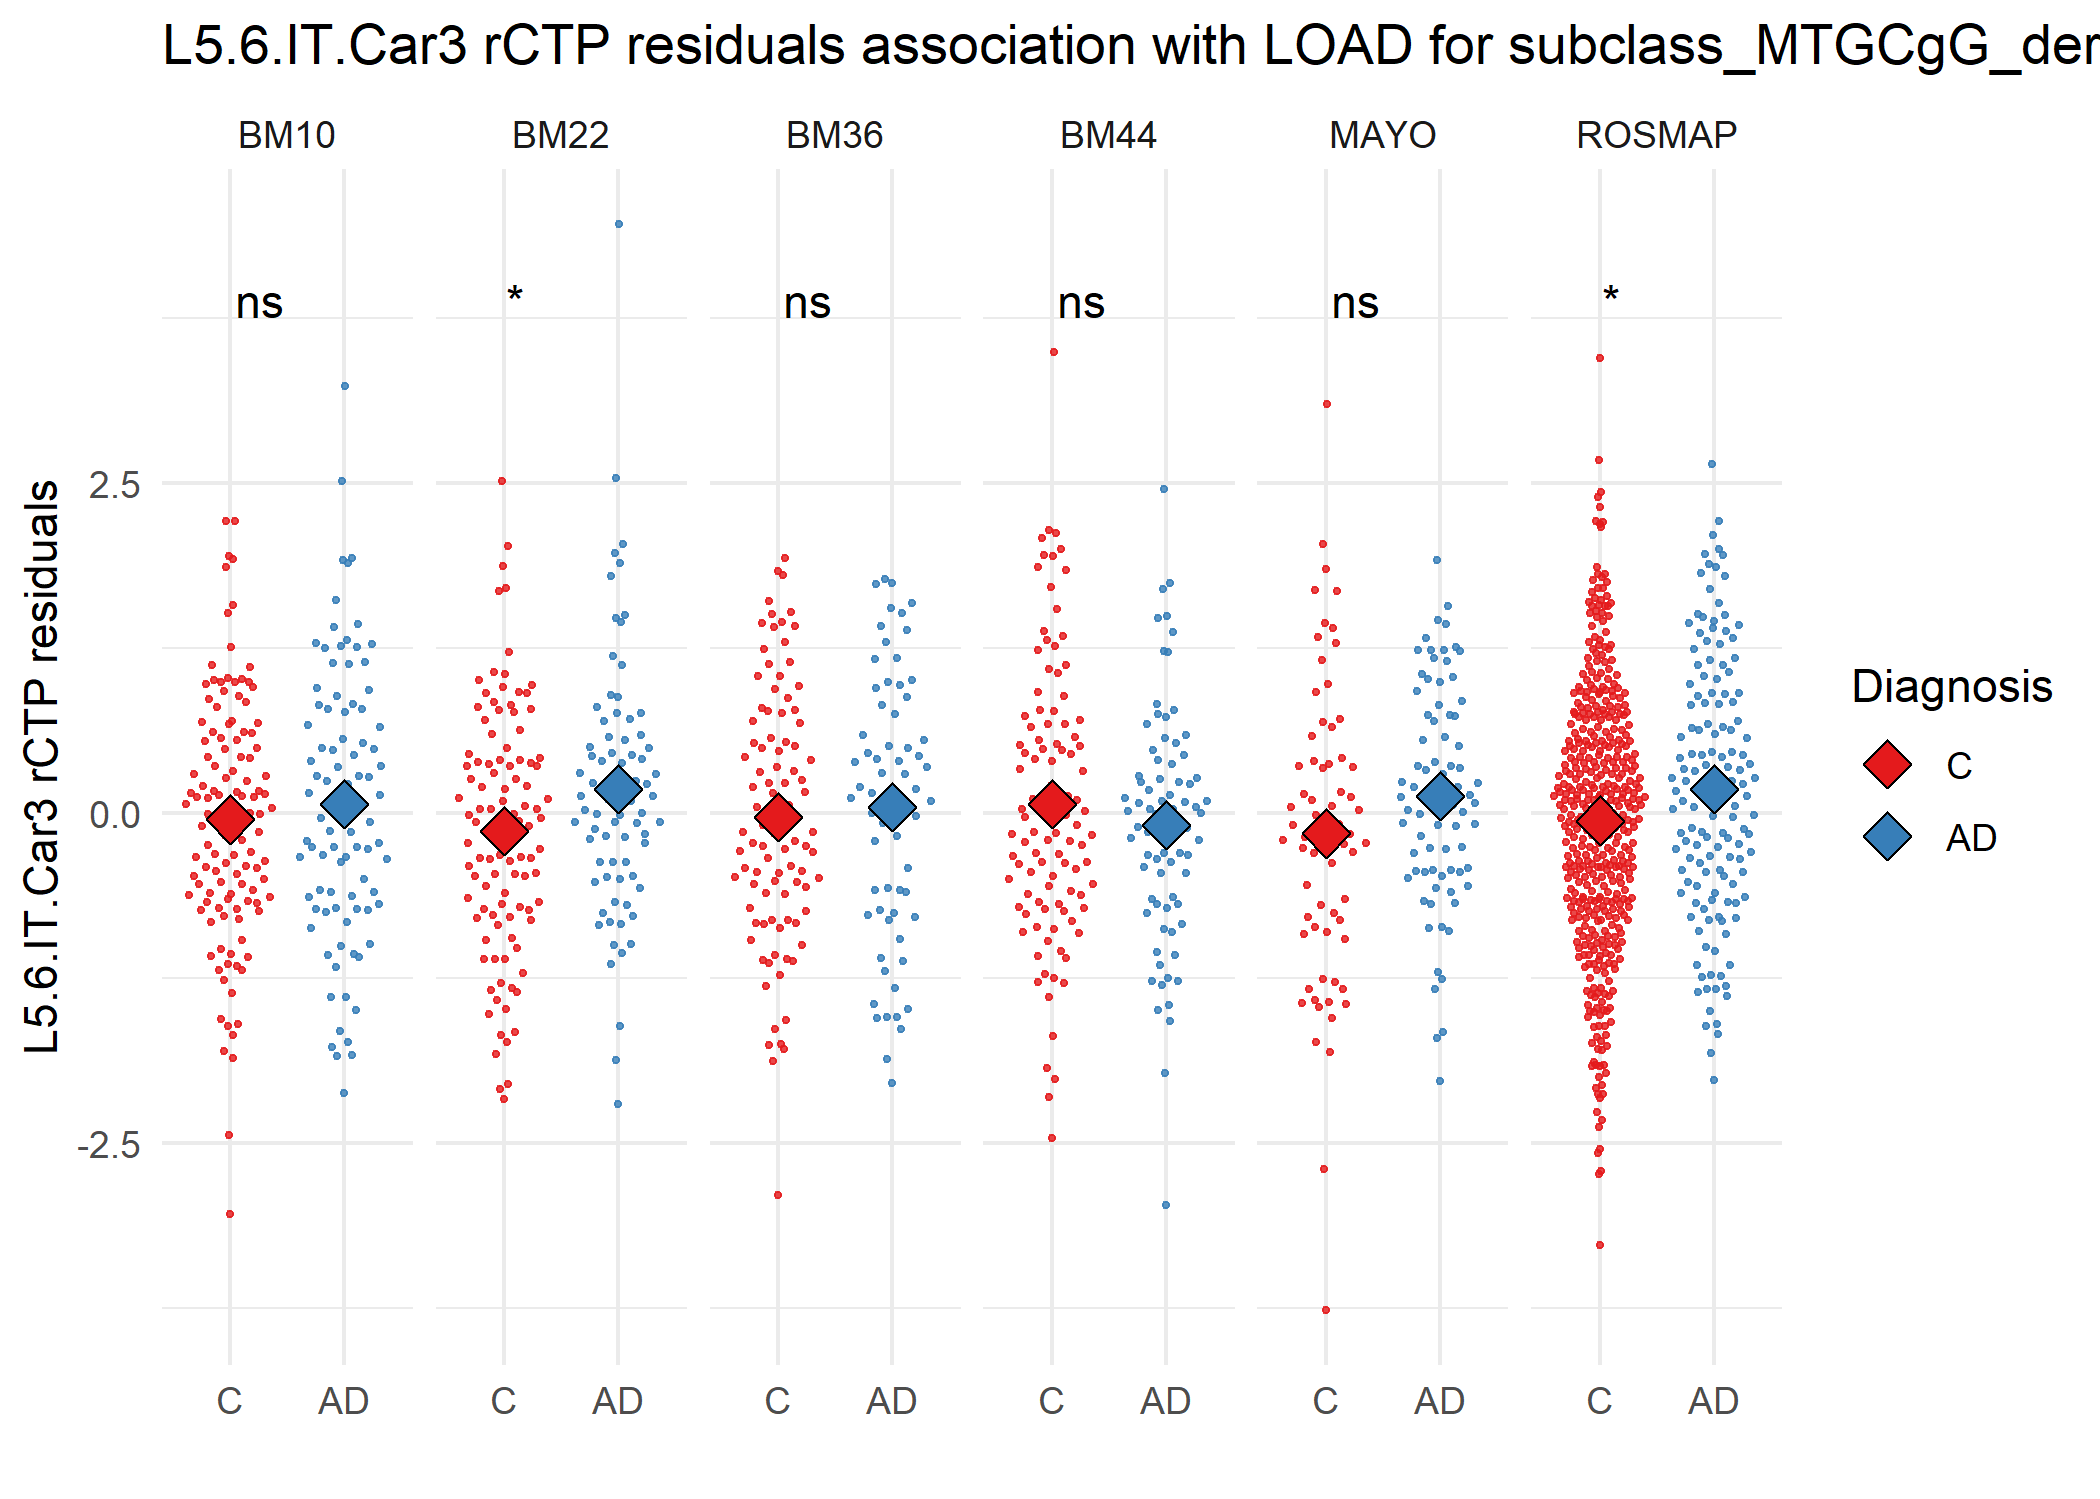 L5.6.IT.Car3 rCTP residuals association with LOAD for subclass_MTGCgG_der
BM10 BM22 BM36 BM44 MAYO ROSMAP
ns * ns ns ns *
L5.6.IT.Car3 rCTP residuals
2.5
0.0
-2.5
C AD C AD C AD C AD C AD C AD
Diagnosis
C
AD